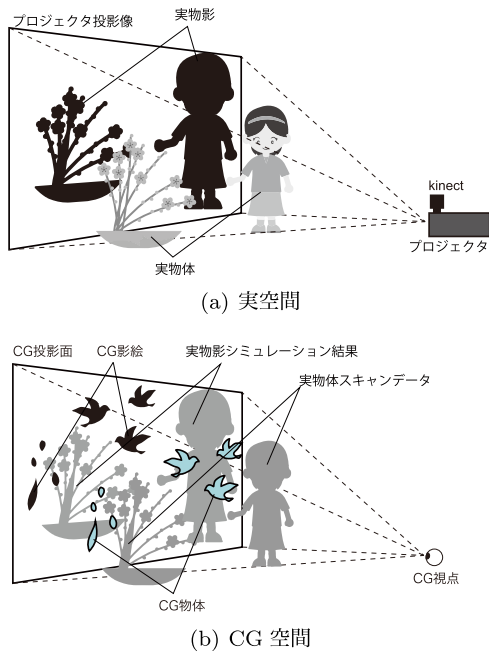 プロジェクタ投影像
実物影
kinect
プロジェクタ
実物体
(a) 実空間
CG投影面
CG影絵
実物影シミュレーション結果
実物体スキャンデータ
CG視点
CG物体
(b) CG 空間